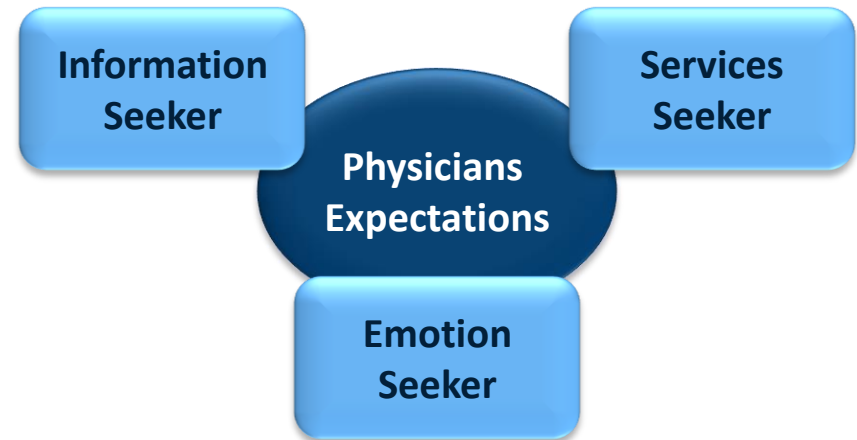 Information
Seeker
Services
Seeker
Physicians
Expectations
Emotion
Seeker